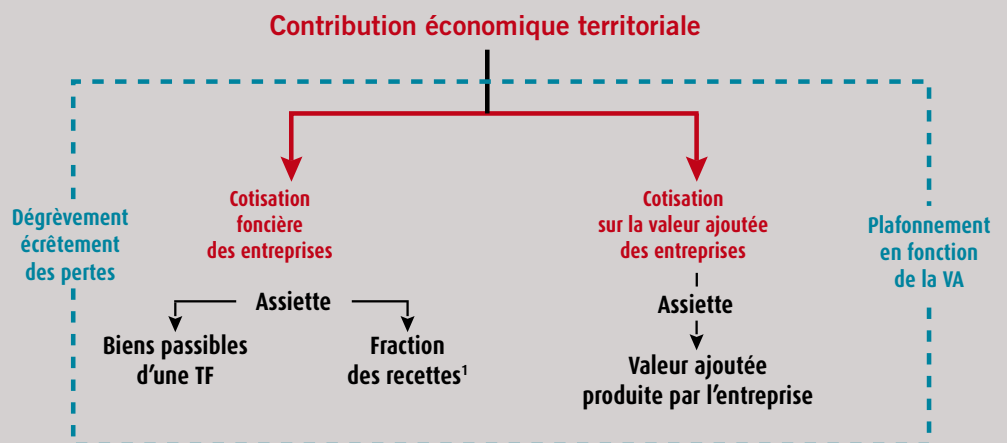 Contribution économique territoriale
Dégrèvement
écrêtement
des pertes
Cotisation
foncière
des entreprises
Cotisation
sur la valeur ajoutée
des entreprises
Plafonnement
en fonction
de la VA
Assiette
Biens passibles
d'une TF
Fraction
des recettes¹
Assiette
Valeur ajoutée
produite par l'entreprise